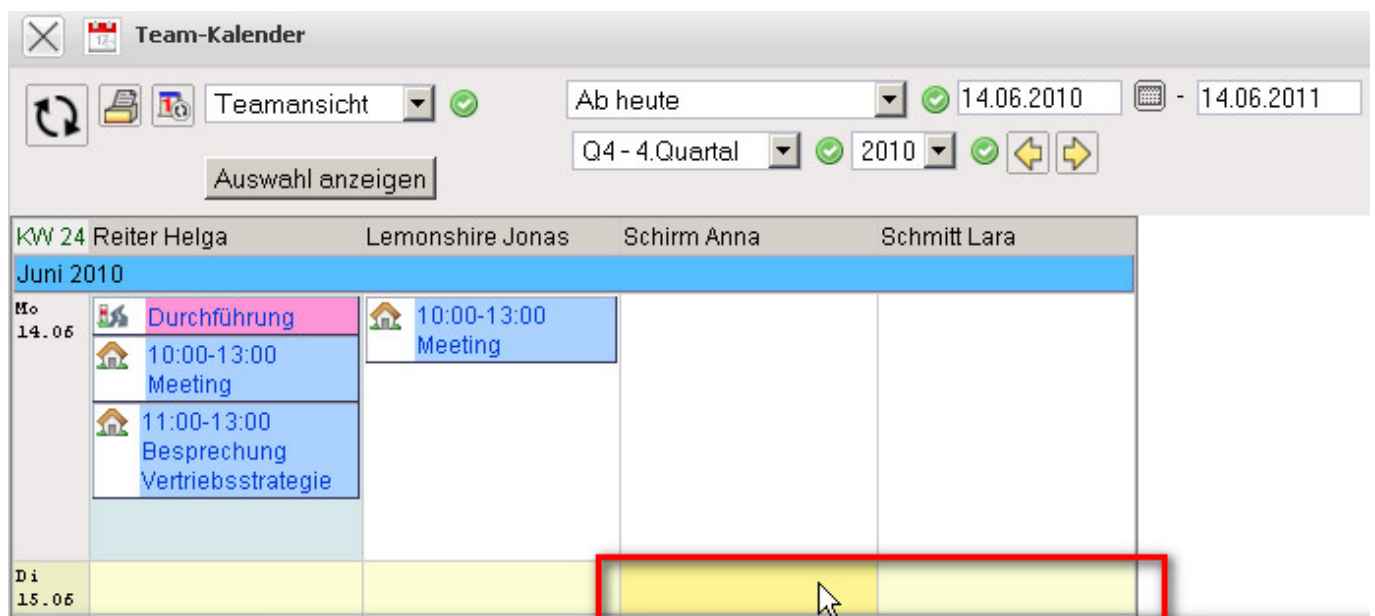 Team-Kalender
Teamansicht
Ab heute
14.06.2010 - 14.06.2011
Q4 - 4.Quartal
2010
Auswahl anzeigen
KW 24 Reiter Helga Lemonshire Jonas Schirm Anna Schmitt Lara
Juni 2010
Mo
14.06
Durchführung
10:00-13:00
Meeting
11:00-13:00
Besprechung
Vertriebsstrategie
10:00-13:00
Meeting
Di
15.06